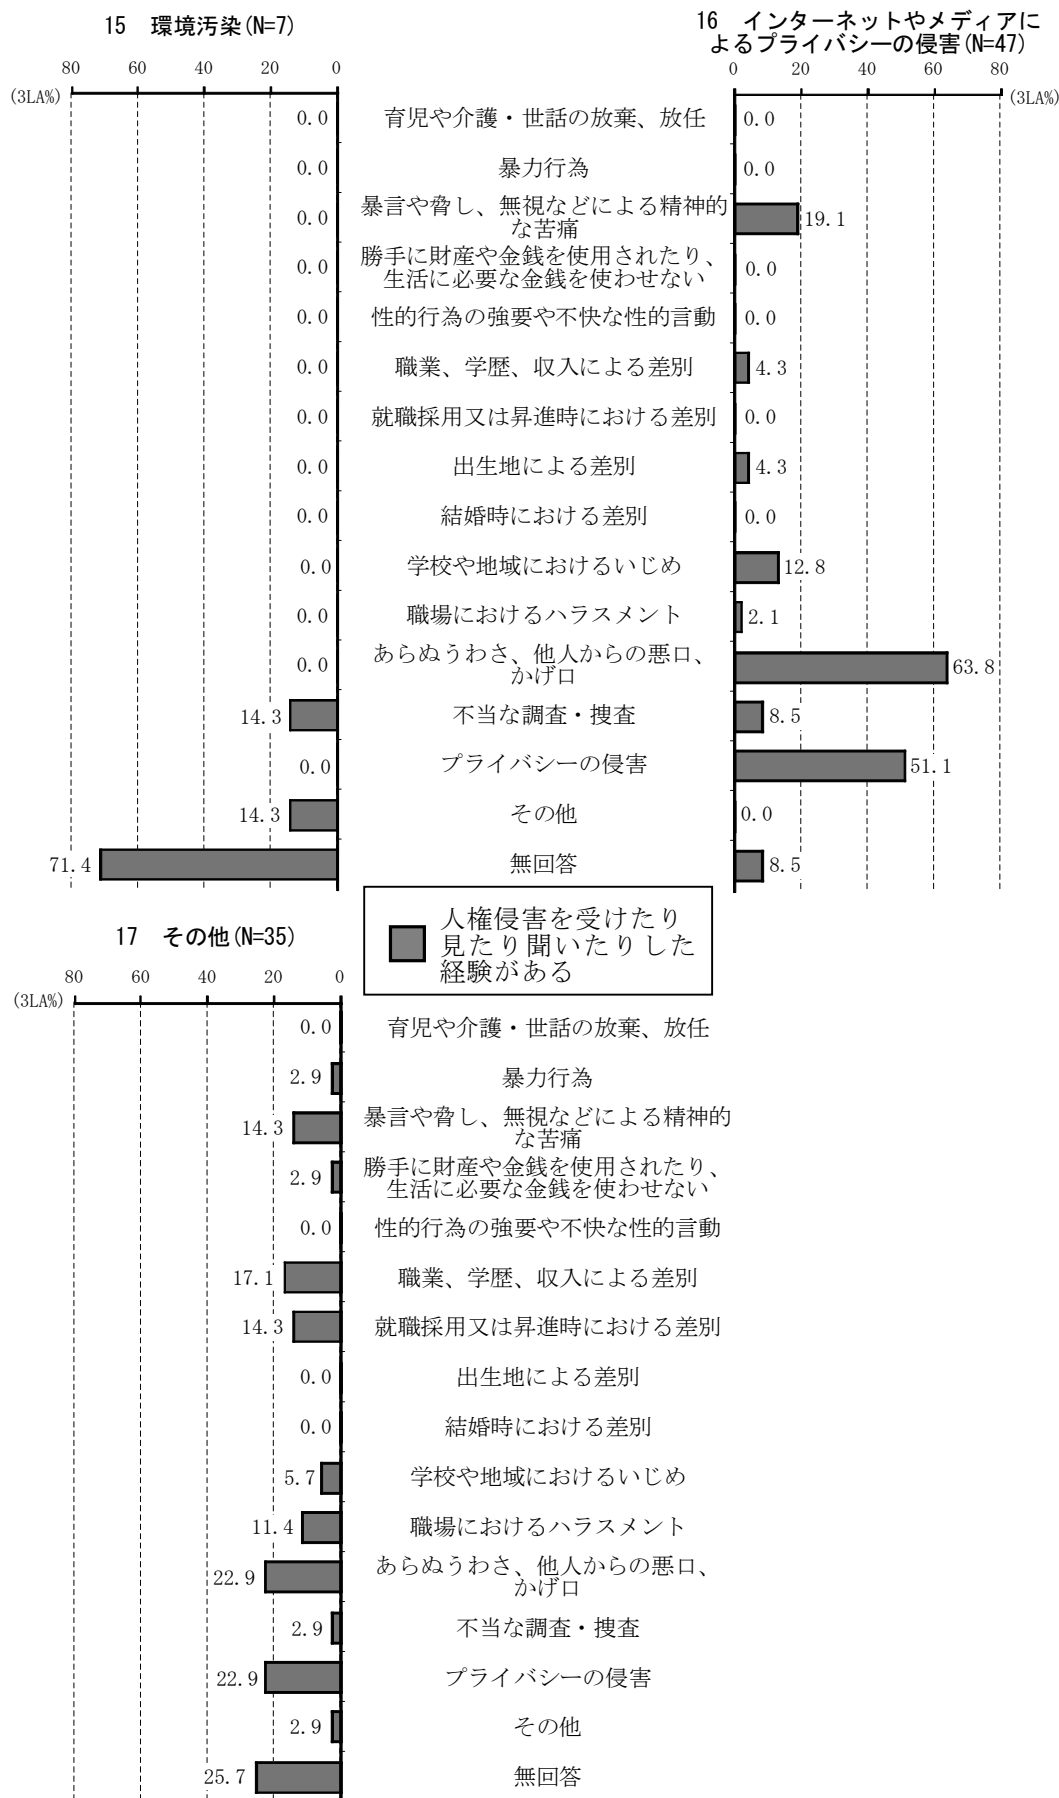 15 環境汚染(N=7)
16 インターネットやメディアに
よるプライバシーの侵害(N=47)
80 60 40 20 0
0 20 40 60 80
(3LA%)
(3LA%)
0.0 育児や介護・世話の放棄、放任 0.0
0.0 暴力行為 0.0
0.0 暴言や脅し、無視などによる精神的
な苦痛 19.1
0.0 勝手に財産や金銭を使用されたり、
生活に必要な金銭を使わせない 0.0
0.0 性的行為の強要や不快な性的言動 0.0
0.0 職業、学歴、収入による差別 4.3
0.0 就職採用又は昇進時における差別 0.0
0.0 出生地による差別 4.3
0.0 結婚時における差別 0.0
0.0 学校や地域におけるいじめ 12.8
0.0 職場におけるハラスメント 2.1
0.0 あらぬうわさ、他人からの悪口、
かげ口 63.8
14.3 不当な調査・捜査 8.5
0.0 プライバシーの侵害 51.1
14.3 その他 0.0
71.4 無回答 8.5
人権侵害を受けたり
見たり聞いたりした
経験がある
17 その他(N=35)
80 60 40 20 0
(3LA%)
0.0 育児や介護・世話の放棄、放任
2.9 暴力行為
14.3 暴言や脅し、無視などによる精神的
な苦痛
2.9 勝手に財産や金銭を使用されたり、
生活に必要な金銭を使わせない
0.0 性的行為の強要や不快な性的言動
17.1 職業、学歴、収入による差別
14.3 就職採用又は昇進時における差別
0.0 出生地による差別
0.0 結婚時における差別
5.7 学校や地域におけるいじめ
11.4 職場におけるハラスメント
22.9 あらぬうわさ、他人からの悪口、
かげ口
2.9 不当な調査・捜査
22.9 プライバシーの侵害
2.9 その他
25.7 無回答